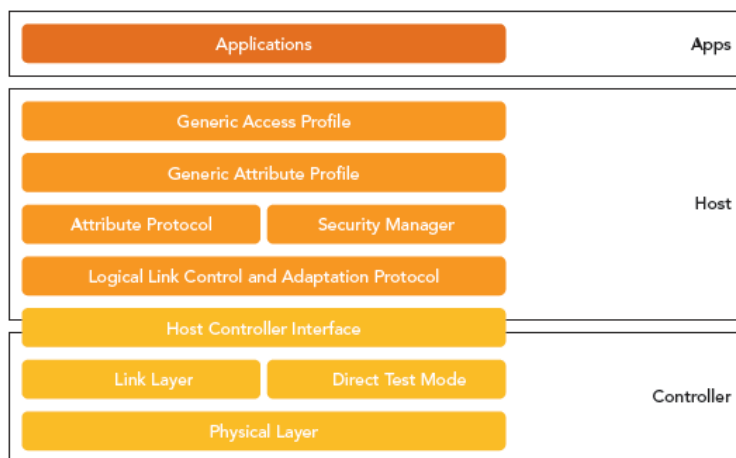 Applications
Apps
Generic Access Profile
Generic Attribute Profile
Host
Attribute Protocol
Security Manager
Logical Link Control and Adaptation Protocol
Host Controller Interface
Link Layer
Direct Test Mode
Controller
Physical Layer